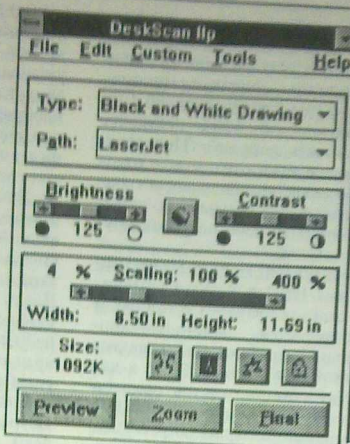 DeskScan IIp
File Edit Custom Tools Help
Type: Black and White Drawing
Path: LaserJet
Brightness Contrast
125 125
4 % Scaling: 100 % 400 %
Width: 8.50 in Height: 11.69 in
Size:
1092K
Preview Zoom Final